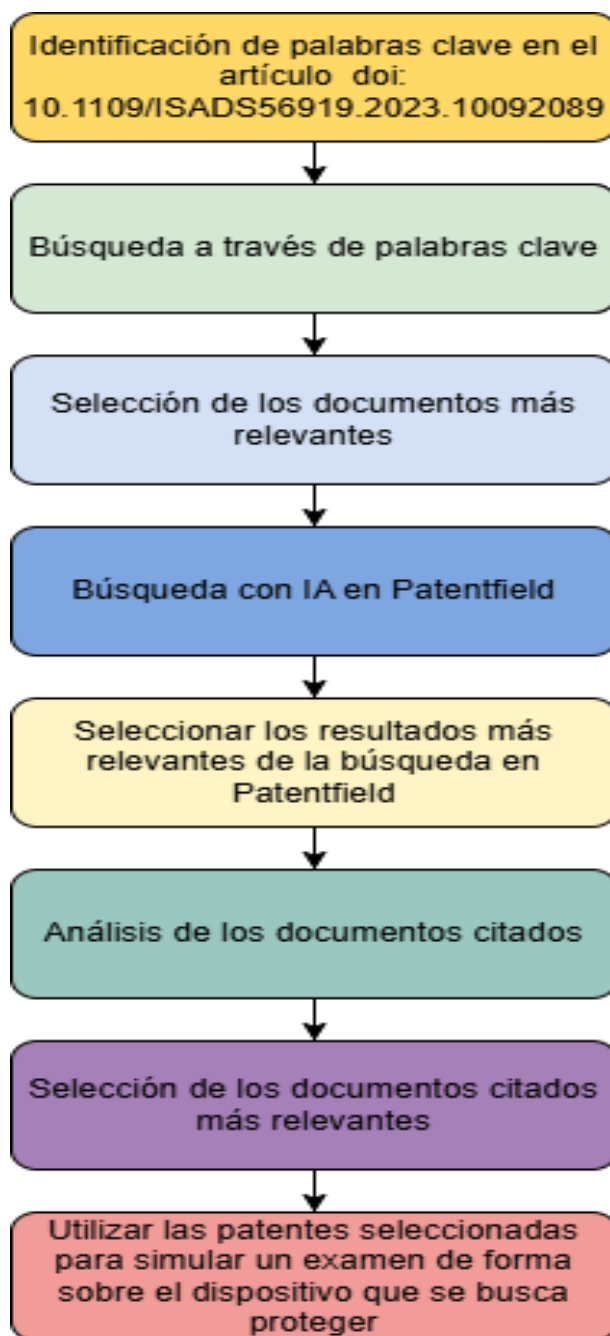 Identificación de palabras clave en el
artículo doi:
10.1109/ISADS56919.2023.10092089
Búsqueda a través de palabras clave
Selección de los documentos más
relevantes
Búsqueda con IA en Patentfield
Seleccionar los resultados más
relevantes de la búsqueda en
Patentfield
Análisis de los documentos citados
Selección de los documentos citados
más relevantes
Utilizar las patentes seleccionadas
para simular un examen de forma
sobre el dispositivo que se busca
proteger